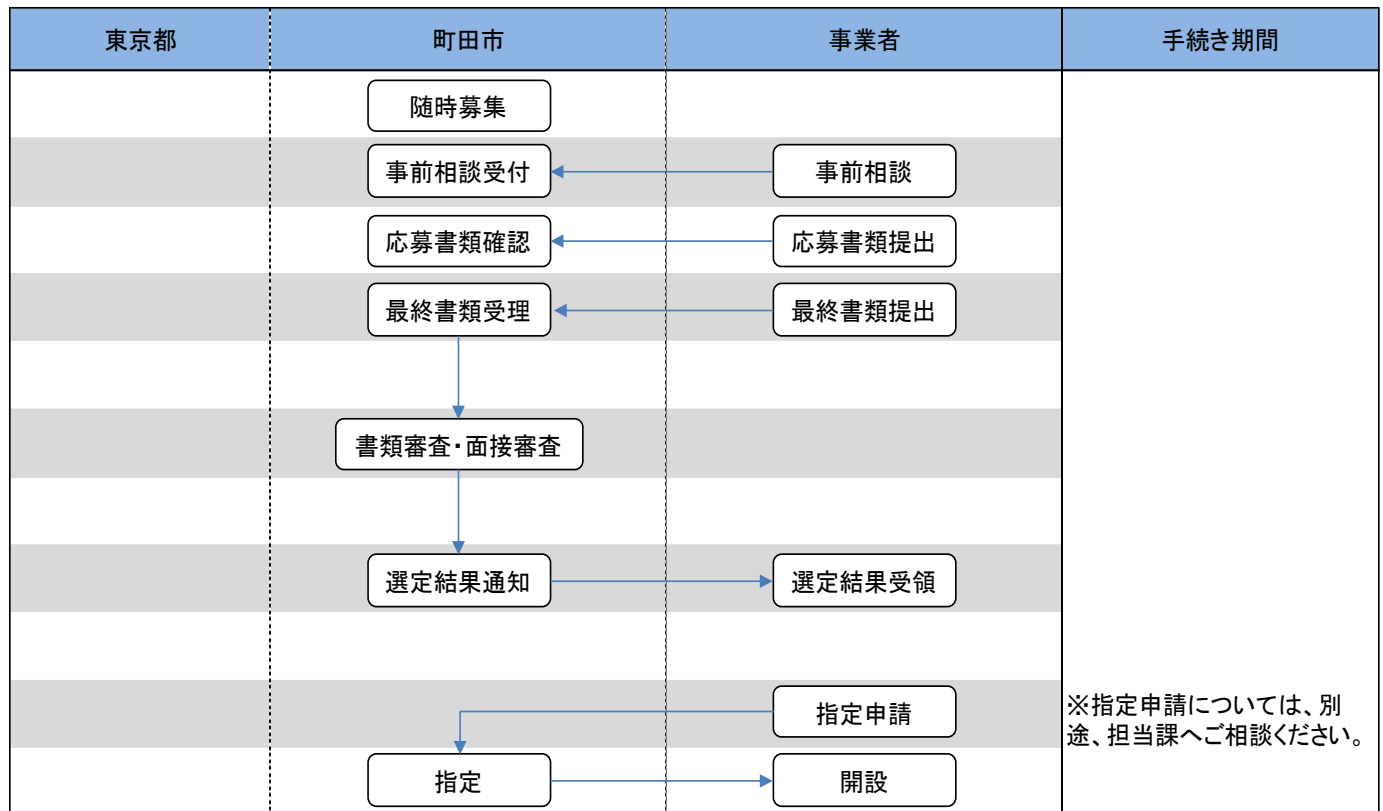 東京都
町田市
事業者
手続き期間
随時募集
事前相談受付
事前相談
応募書類確認
応募書類提出
最終書類受理
最終書類提出
書類審査・面接審査
選定結果通知
選定結果受領
指定申請
※指定申請については、別
途、担当課へご相談ください。
指定
開設